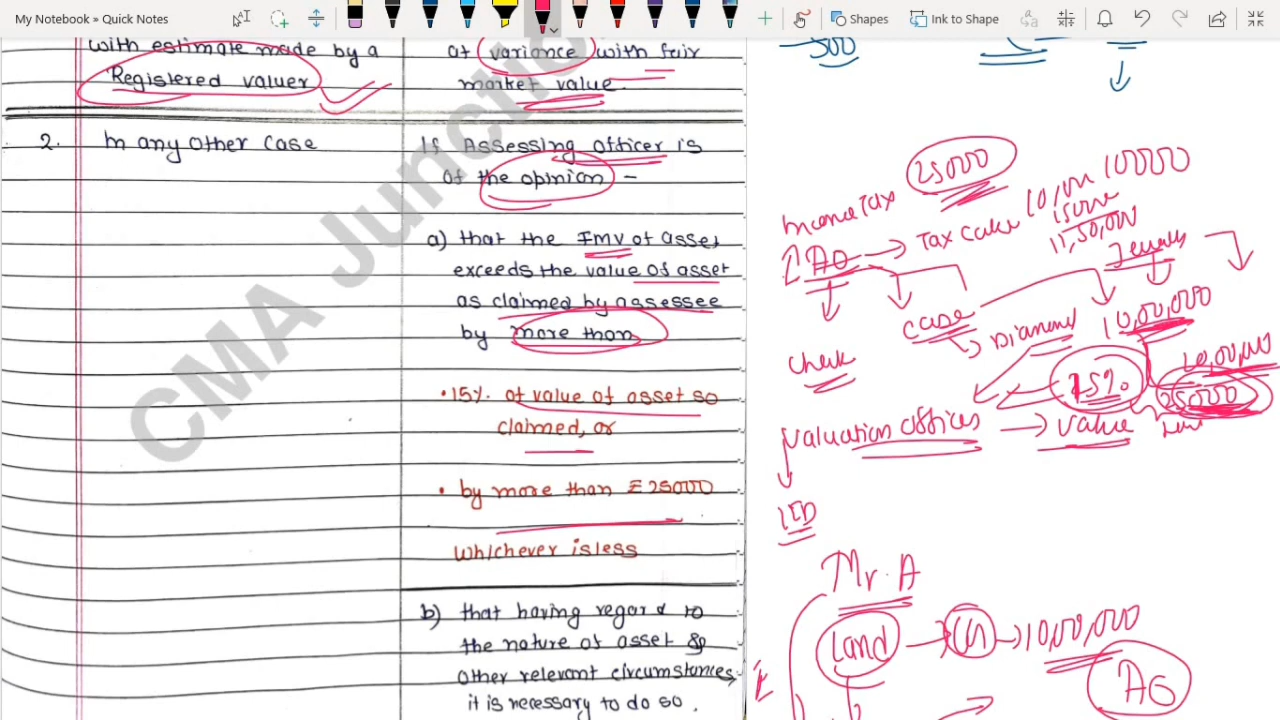 My Notebook » Quick Notes
Shapes
Ink to Shape
with estimate made by a
Registered valuer
at variance with fair
market value.
2. In any other case
If Assessing officer is
of the opinion –
a) that the FMV of asset
exceeds the value of asset
as claimed by assessee
by more than
• 15% of value of asset so
claimed, or
• by more than ₹ 25000
whichever is less
b) that having regard to
the nature of asset &
other relevant circumstances,
it is necessary to do so.
CMA Junction
500
25000
Income Tax
10000
15000
11,50,000
AO → Tax
Case
Diamond
10,00,000
Check
15%
10,00,000
25000
Valuation officer → Value
Mr. A
Land → → 10,00,000
AO